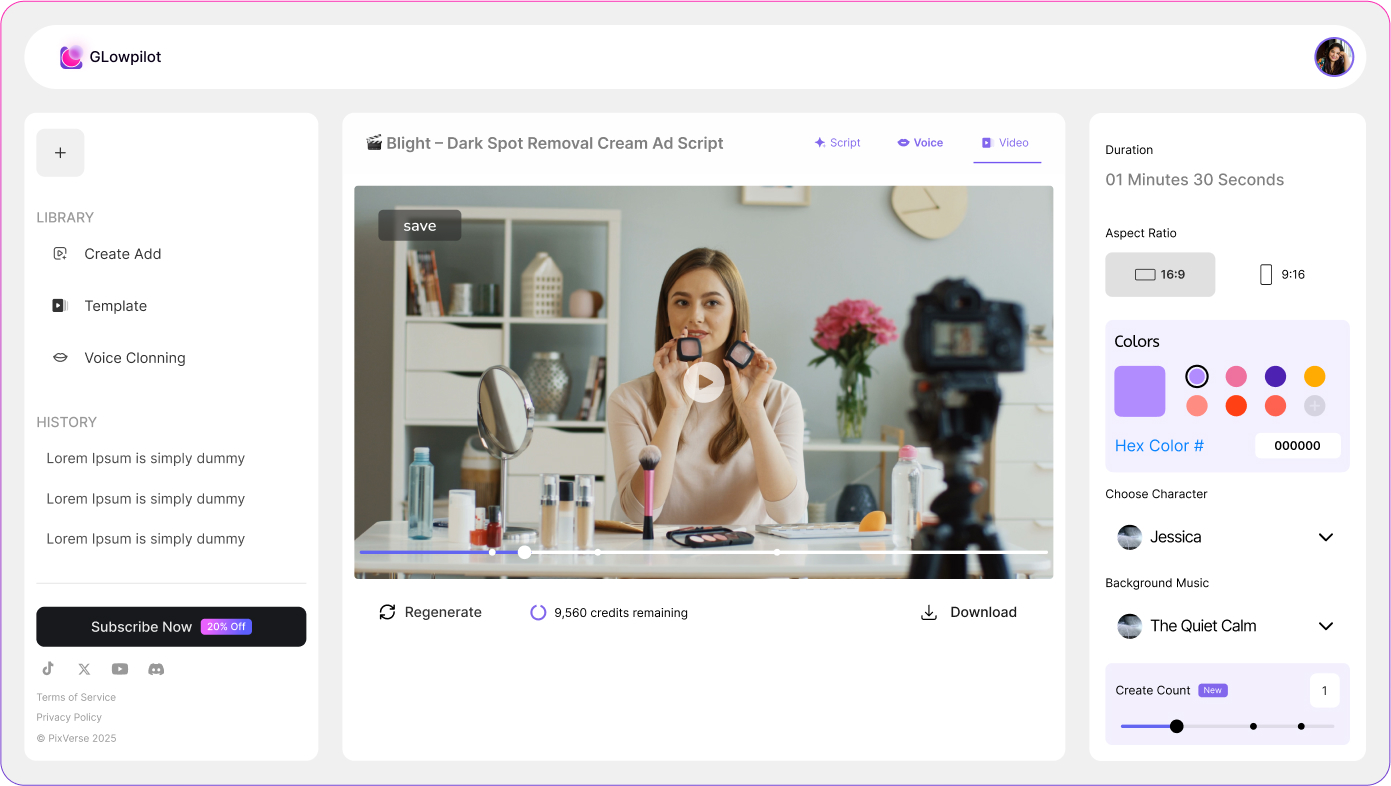 GLowpilot
LIBRARY
Create Add
Template
Voice Clonning
HISTORY
Lorem Ipsum is simply dummy
Lorem Ipsum is simply dummy
Lorem Ipsum is simply dummy
Subscribe Now 20% Off
Terms of Service
Privacy Policy
© PixVerse 2025
Blight – Dark Spot Removal Cream Ad Script
Script Voice Video
save
Regenerate 9,560 credits remaining Download
Duration
01 Minutes 30 Seconds
Aspect Ratio
16:9 9:16
Colors
Hex Color # 000000
Choose Character
Jessica
Background Music
The Quiet Calm
Create Count New 1